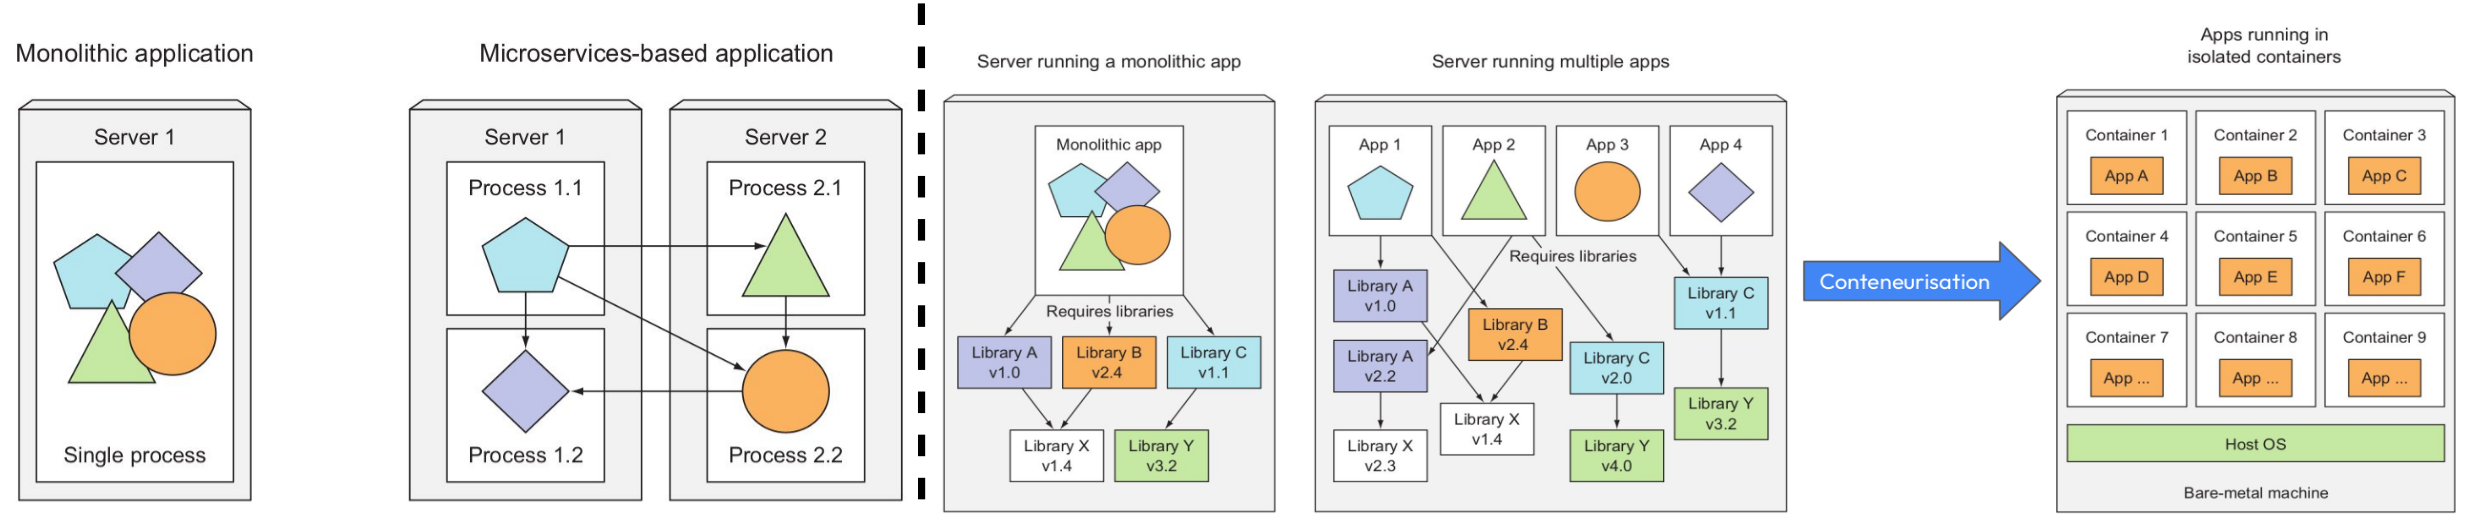 Monolithic application
Server 1
Single process
Microservices-based application
Server 1
Process 1.1
Process 1.2
Server 2
Process 2.1
Process 2.2
Server running a monolithic app
Monolithic app
Requires libraries
Library A
v1.0
Library B
v2.4
Library C
v1.1
Library X
v1.4
Library Y
v3.2
Server running multiple apps
App 1
App 2
App 3
App 4
Requires libraries
Library A
v1.0
Library B
v2.4
Library C
v1.1
Library A
v2.2
Library C
v2.0
Library X
v2.3
Library X
v1.4
Library Y
v4.0
Library Y
v3.2
Conteneurisation
Apps running in
isolated containers
Container 1
App A
Container 2
App B
Container 3
App C
Container 4
App D
Container 5
App E
Container 6
App F
Container 7
App ...
Container 8
App ...
Container 9
App ...
Host OS
Bare-metal machine